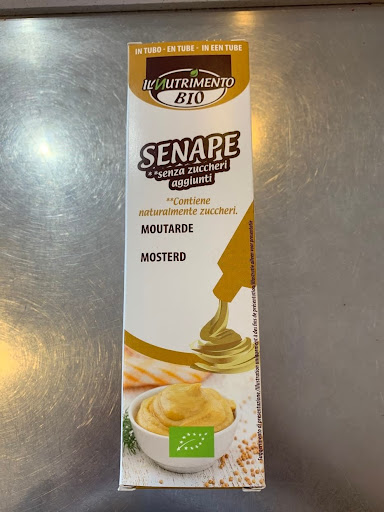 IN TUBO - EN TUBE - IN EEN TUBE
IL NUTRIMENTO
BIO
SENAPE
**senza zuccheri
aggiunti
**Contiene
naturalmente zuccheri.
MOUTARDE
MOSTERD